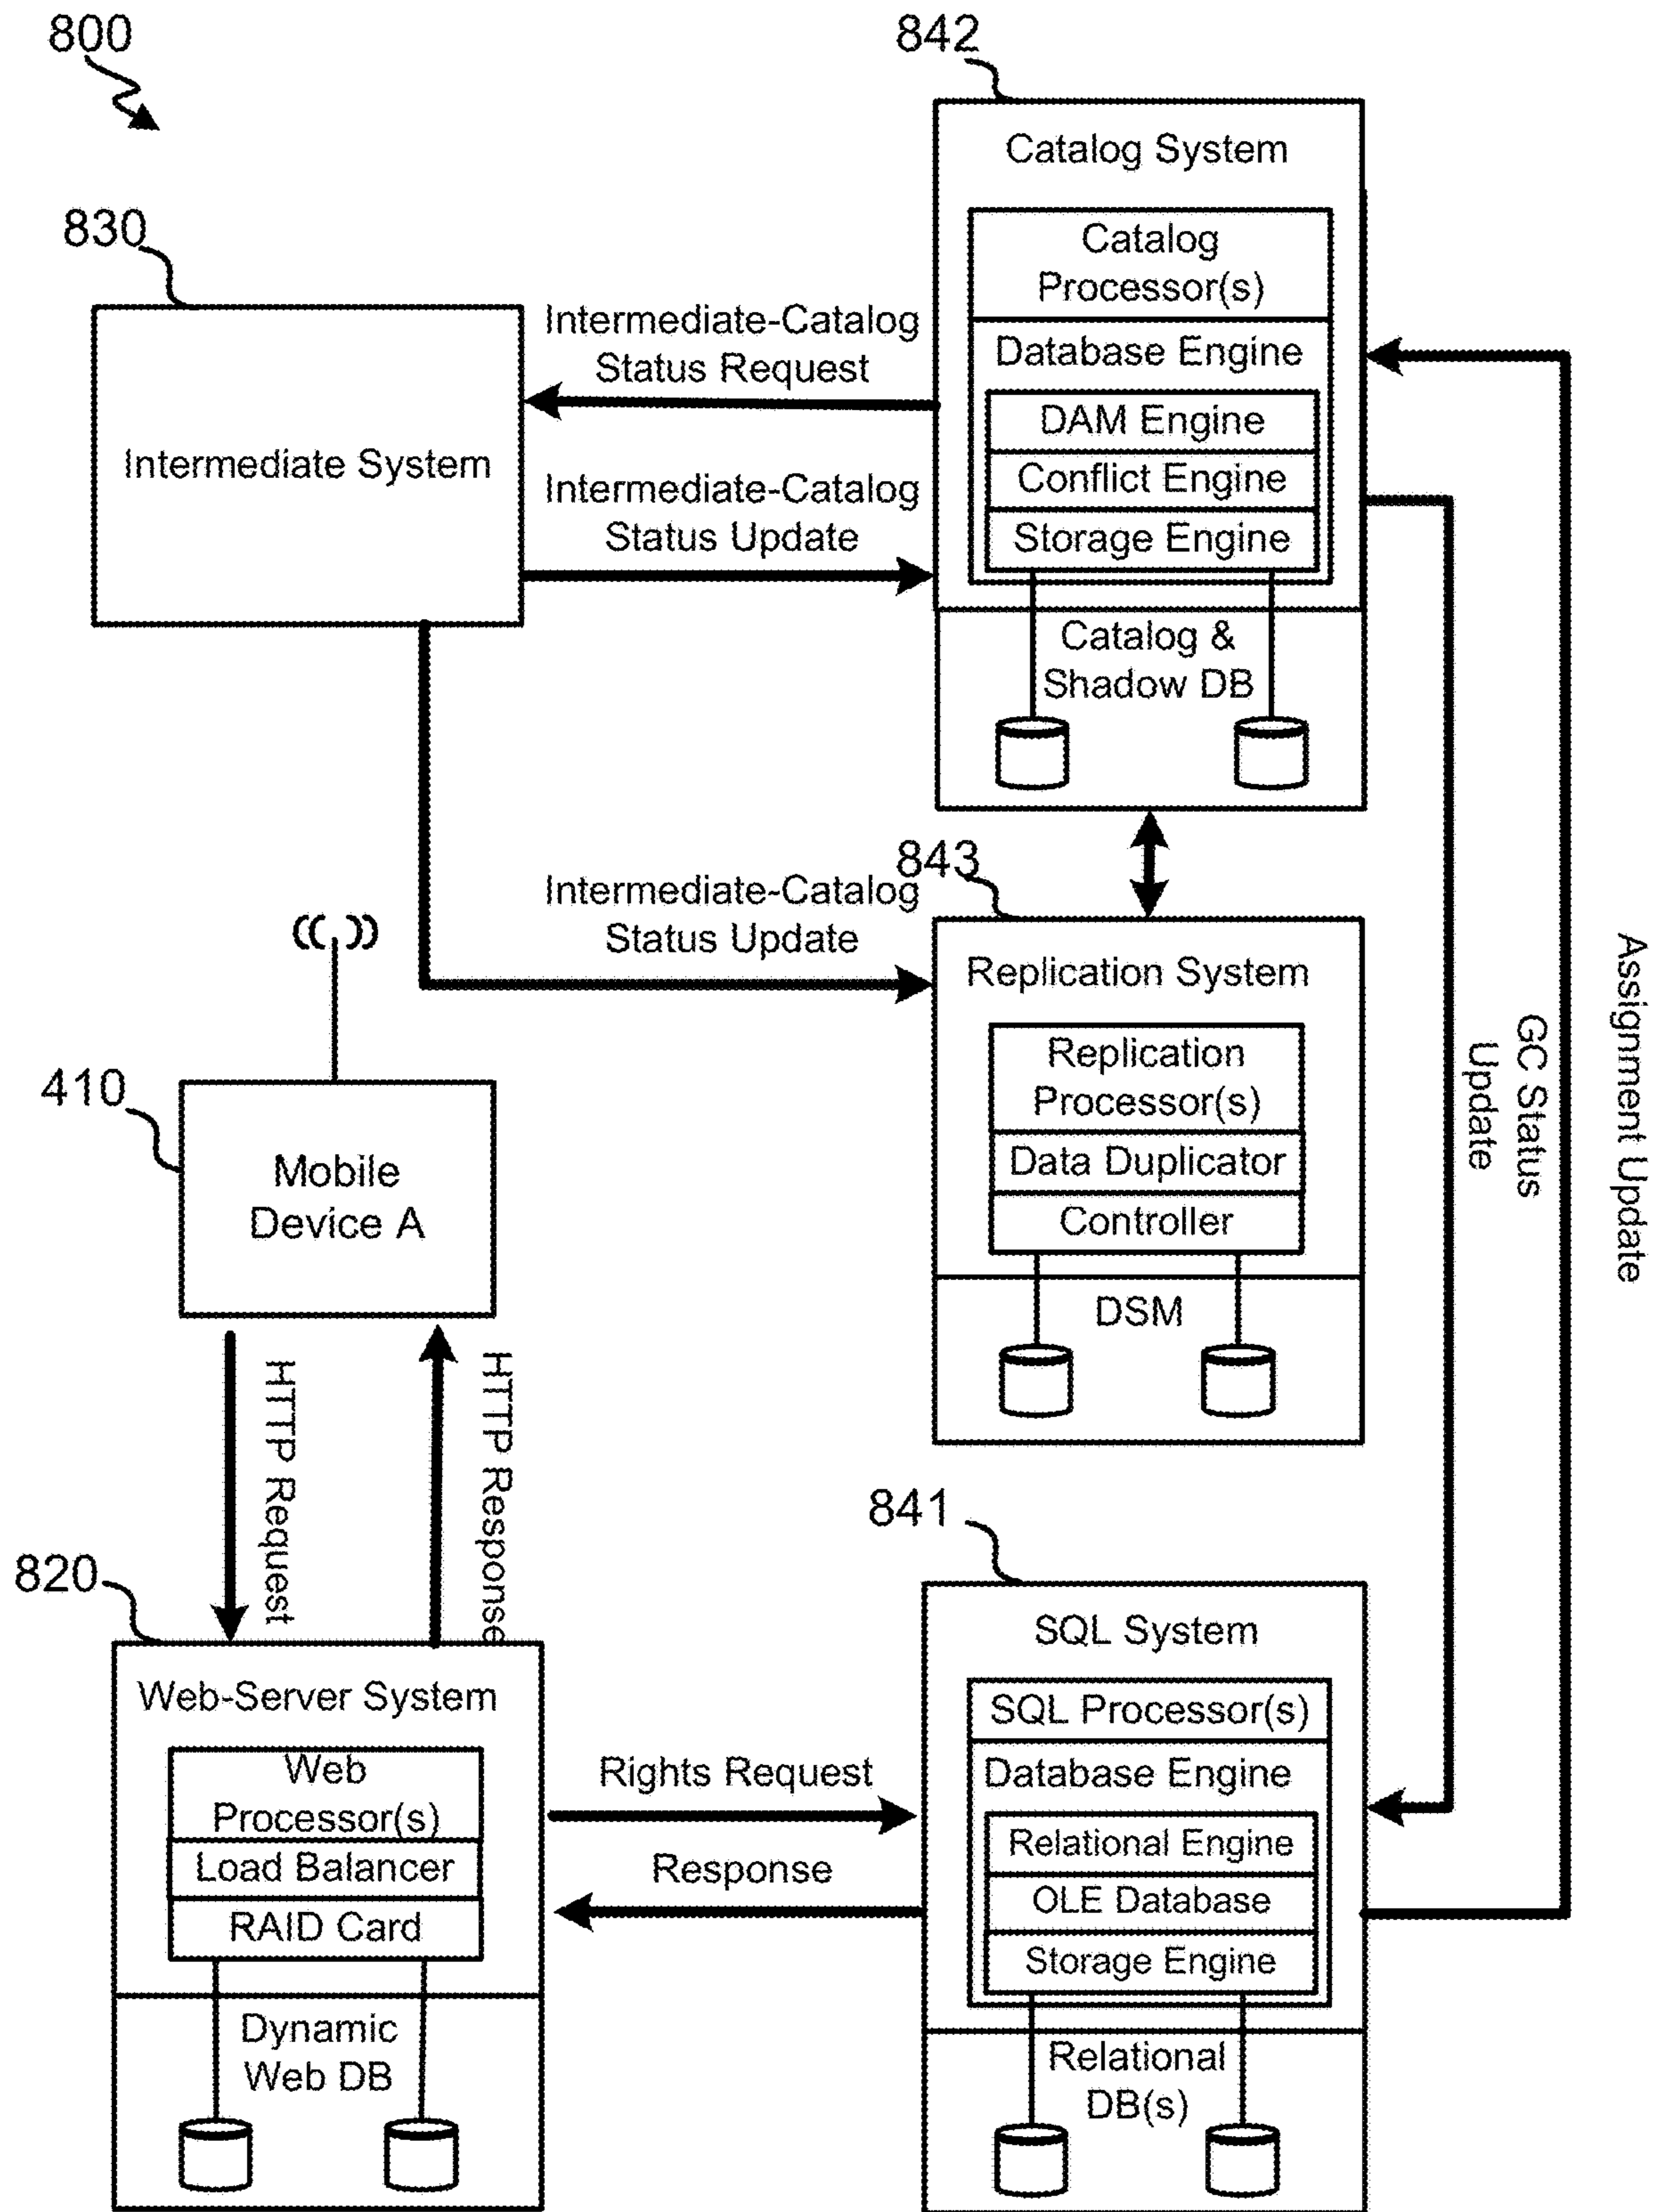 800
842
Catalog System
830
Catalog
Processor(s)
Intermediate-Catalog
Status Request
Database Engine
DAM Engine
Intermediate System
Conflict Engine
Intermediate-Catalog
Status Update
Storage Engine
Catalog &
Shadow DB
843
Intermediate-Catalog
Status Update
Replication System
Replication
Processor(s)
Data Duplicator
Controller
DSM
GC Status
Update
Assignment Update
((  ))
410
Mobile
Device A
HTTP Request
HTTP Response
841
820
SQL System
Web-Server System
SQL Processor(s)
Web
Processor(s)
Load Balancer
RAID Card
Rights Request
Response
Database Engine
Relational Engine
OLE Database
Storage Engine
Dynamic
Web DB
Relational
DB(s)